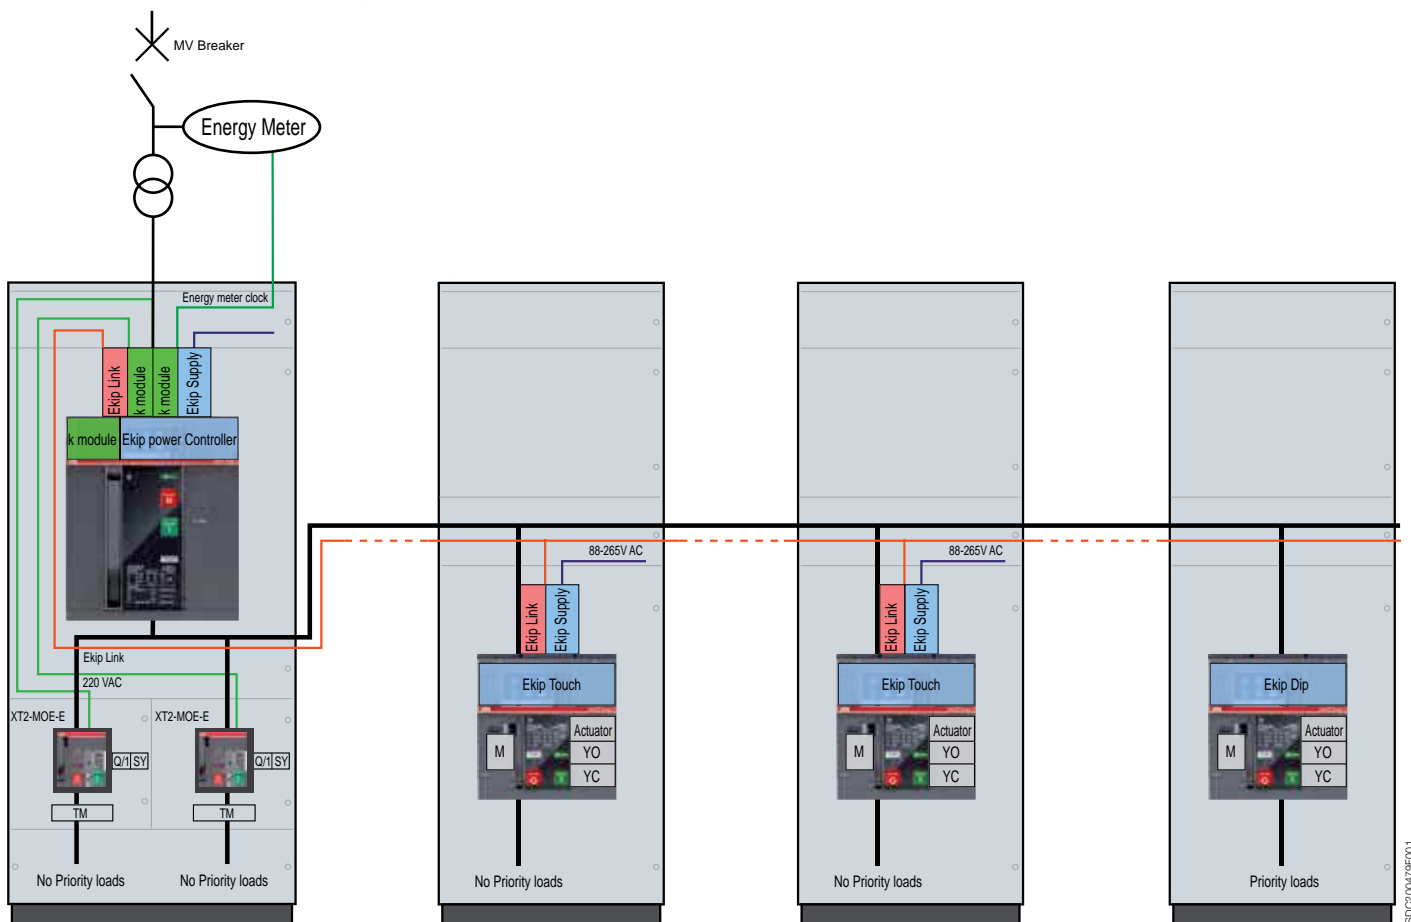 MV Breaker
Energy Meter
Energy meter clock
Ekip Link
k module
k module
Ekip Supply
k module
Ekip power Controller
Ekip Link
220 VAC
XT2-MOE-E
XT2-MOE-E
Q/1 SY
Q/1 SY
TM
TM
No Priority loads
No Priority loads
88-265V AC
Ekip Link
Ekip Supply
Ekip Touch
M
Actuator
YO
YC
No Priority loads
88-265V AC
Ekip Link
Ekip Supply
Ekip Touch
M
Actuator
YO
YC
No Priority loads
Ekip Dip
M
Actuator
YO
YC
Priority loads